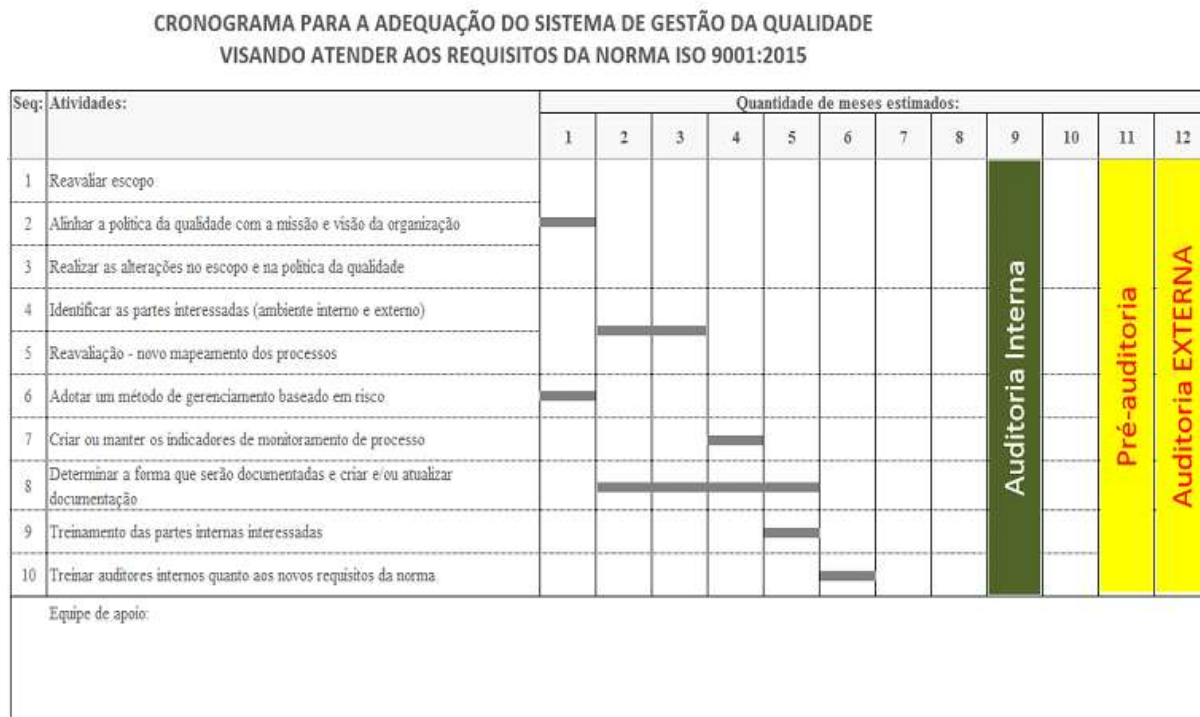 CRONOGRAMA PARA A ADEQUAÇÃO DO SISTEMA DE GESTÃO DA QUALIDADE
VISANDO ATENDER AOS REQUISITOS DA NORMA ISO 9001:2015
Seq: Atividades: Quantidade de meses estimados:
1 2 3 4 5 6 7 8 9 10 11 12
1 Reavaliar escopo
2 Alinhar a política da qualidade com a missão e visão da organização
3 Realizar as alterações no escopo e na política da qualidade
4 Identificar as partes interessadas (ambiente interno e externo)
5 Reavaliação - novo mapeamento dos processos
6 Adotar um método de gerenciamento baseado em risco
7 Criar ou manter os indicadores de monitoramento de processo
8 Determinar a forma que serão documentadas e criar e/ou atualizar
documentação
9 Treinamento das partes internas interessadas
10 Treinar auditores internos quanto aos novos requisitos da norma
Auditoria Interna
Pré-auditoria
Auditoria EXTERNA
Equipe de apoio: